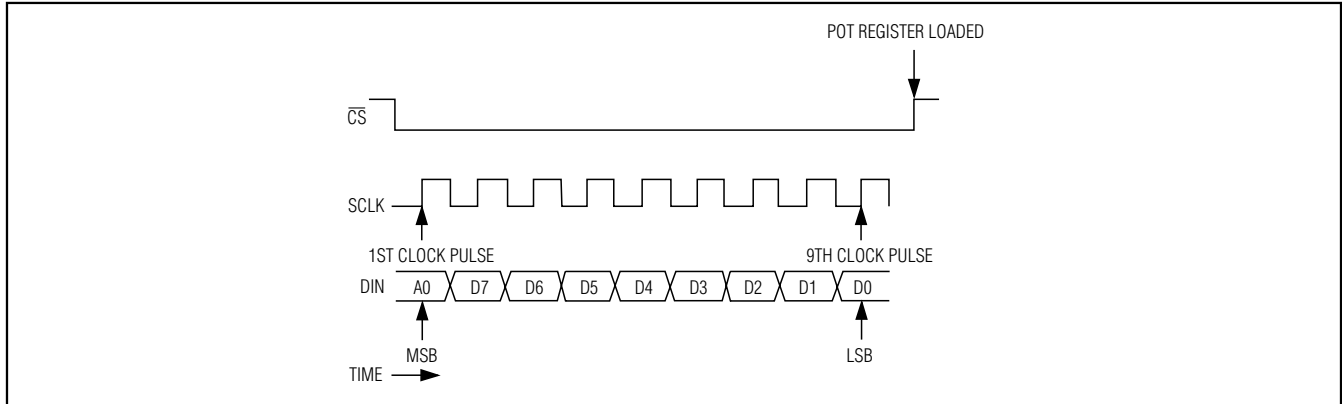 POT REGISTER LOADED
C̅S̅
SCLK
1ST CLOCK PULSE
9TH CLOCK PULSE
DIN A0 D7 D6 D5 D4 D3 D2 D1 D0
MSB
LSB
TIME